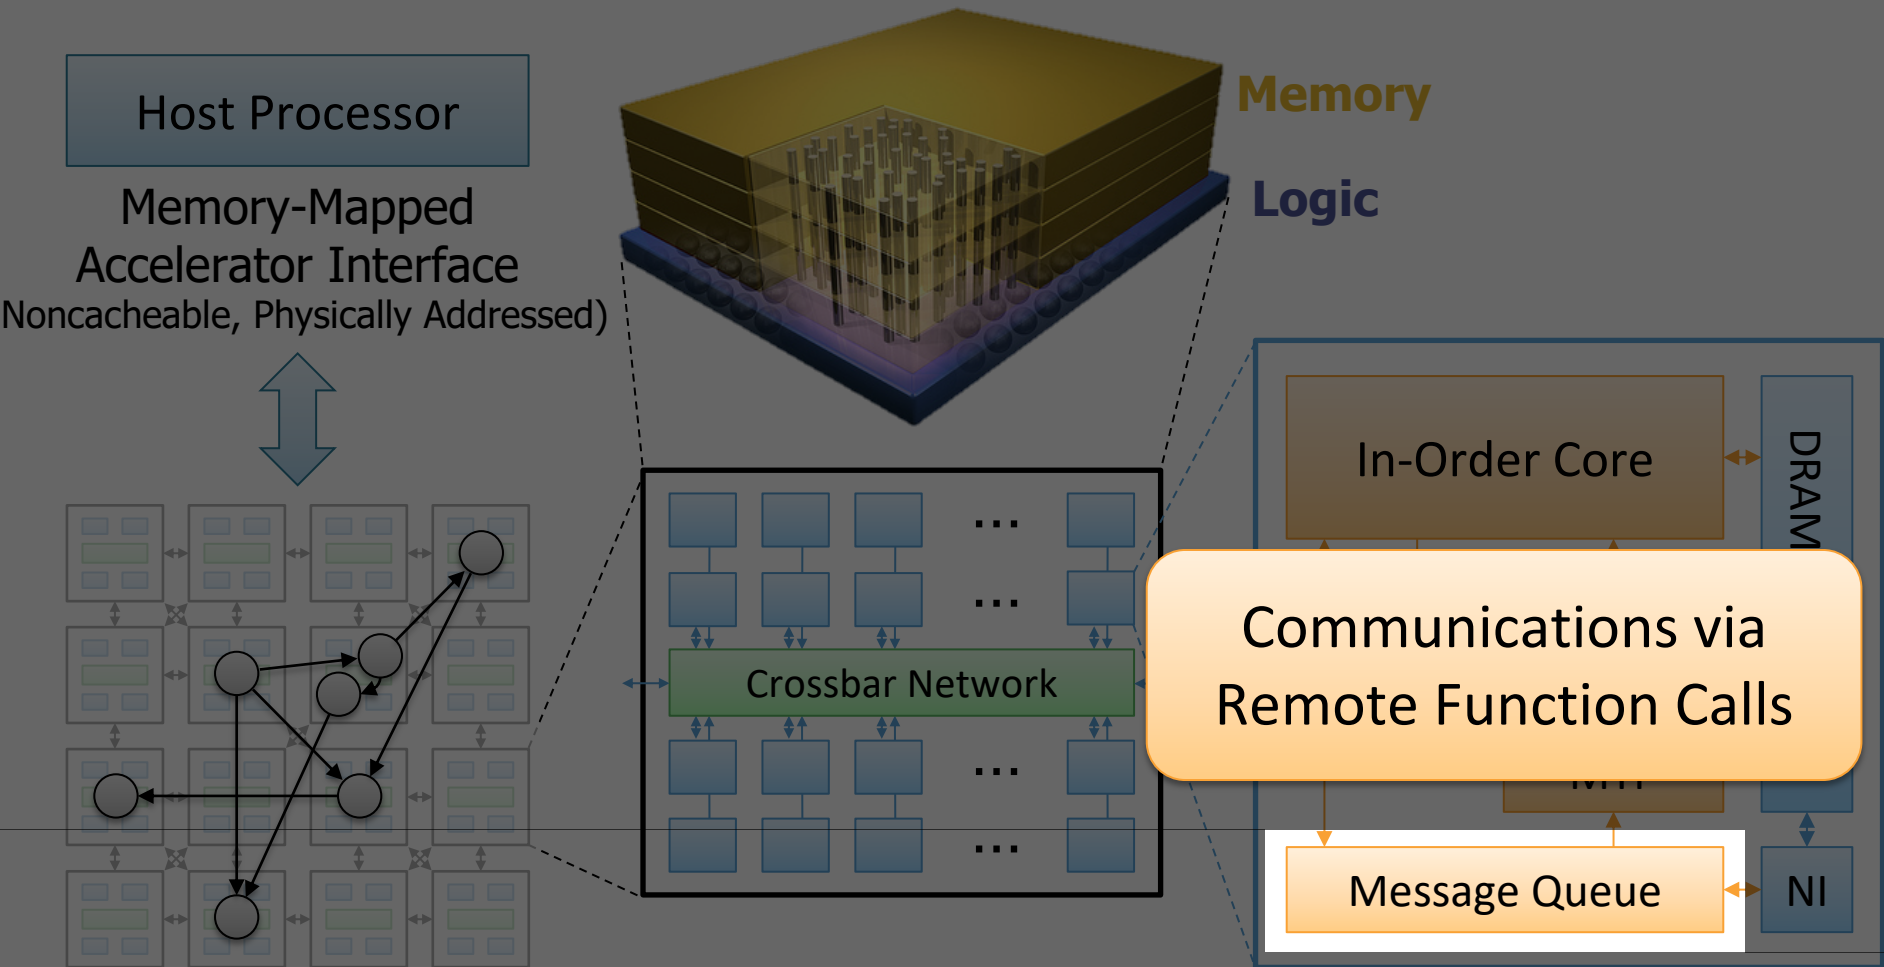 Host Processor
Memory-Mapped
Accelerator Interface
Noncacheable, Physically Addressed)
Memory
Logic
...
...
Crossbar Network
...
...
In-Order Core
DRAM
Communications via
Remote Function Calls
Message Queue
NI